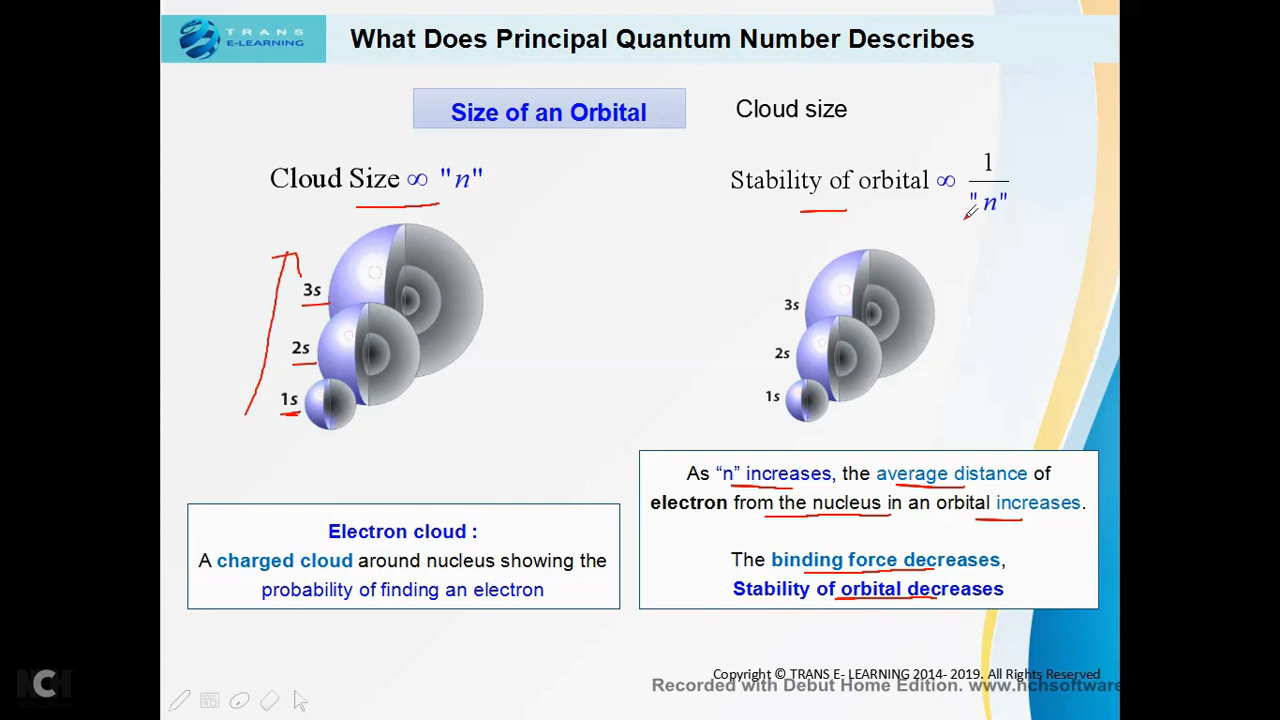 TRANS
E-LEARNING
What Does Principal Quantum Number Describes
Size of an Orbital
Cloud size
Cloud Size ∞ "n"
3s
2s
1s
Stability of orbital ∞ 1
"n"
3s
2s
1s
Electron cloud :
A charged cloud around nucleus showing the
probability of finding an electron
As “n” increases, the average distance of
electron from the nucleus in an orbital increases.
The binding force decreases,
Stability of orbital decreases
Copyright © TRANS E- LEARNING 2014- 2019. All Rights Reserved
Recorded with Debut Home Edition. www.nchsoftware
NCH